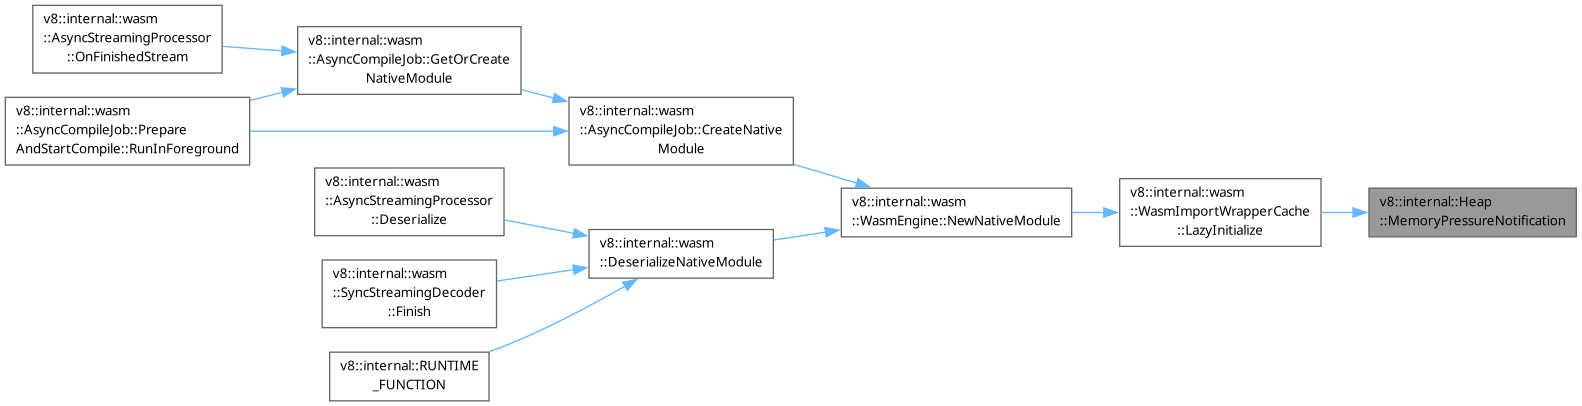 v8::internal::wasm
::AsyncStreamingProcessor
::OnFinishedStream
v8::internal::wasm
::AsyncCompileJob::GetOrCreate
NativeModule
v8::internal::wasm
::AsyncCompileJob::Prepare
AndStartCompile::RunInForeground
v8::internal::wasm
::AsyncCompileJob::CreateNative
Module
v8::internal::wasm
::AsyncStreamingProcessor
::Deserialize
v8::internal::wasm
::WasmEngine::NewNativeModule
v8::internal::wasm
::WasmImportWrapperCache
::LazyInitialize
v8::internal::Heap
::MemoryPressureNotification
v8::internal::wasm
::DeserializeNativeModule
v8::internal::wasm
::SyncStreamingDecoder
::Finish
v8::internal::RUNTIME
_FUNCTION